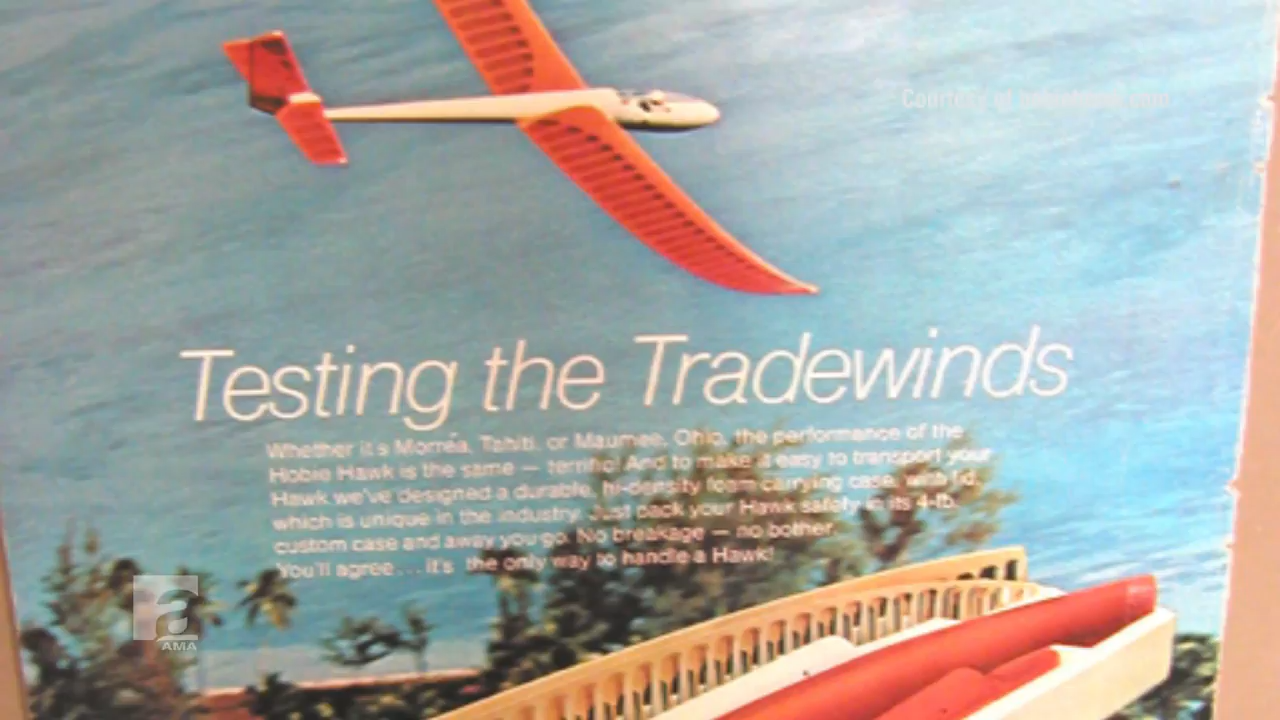 Courtesy of
Testing the Tradewinds
Whether it's Morrea, Tahiti, or Maumee, Ohio, the performance of the
Hobie Hawk is the same — terrific! And to make it easy to transport your
Hawk we've designed a durable, hi-density foam carrying case, with lid,
which is unique in the industry. Just pack your Hawk safely in its 4-lb.
custom case and away you go. No breakage — no bother.
You'll agree...it's the only way to handle a Hawk!
a
AMA